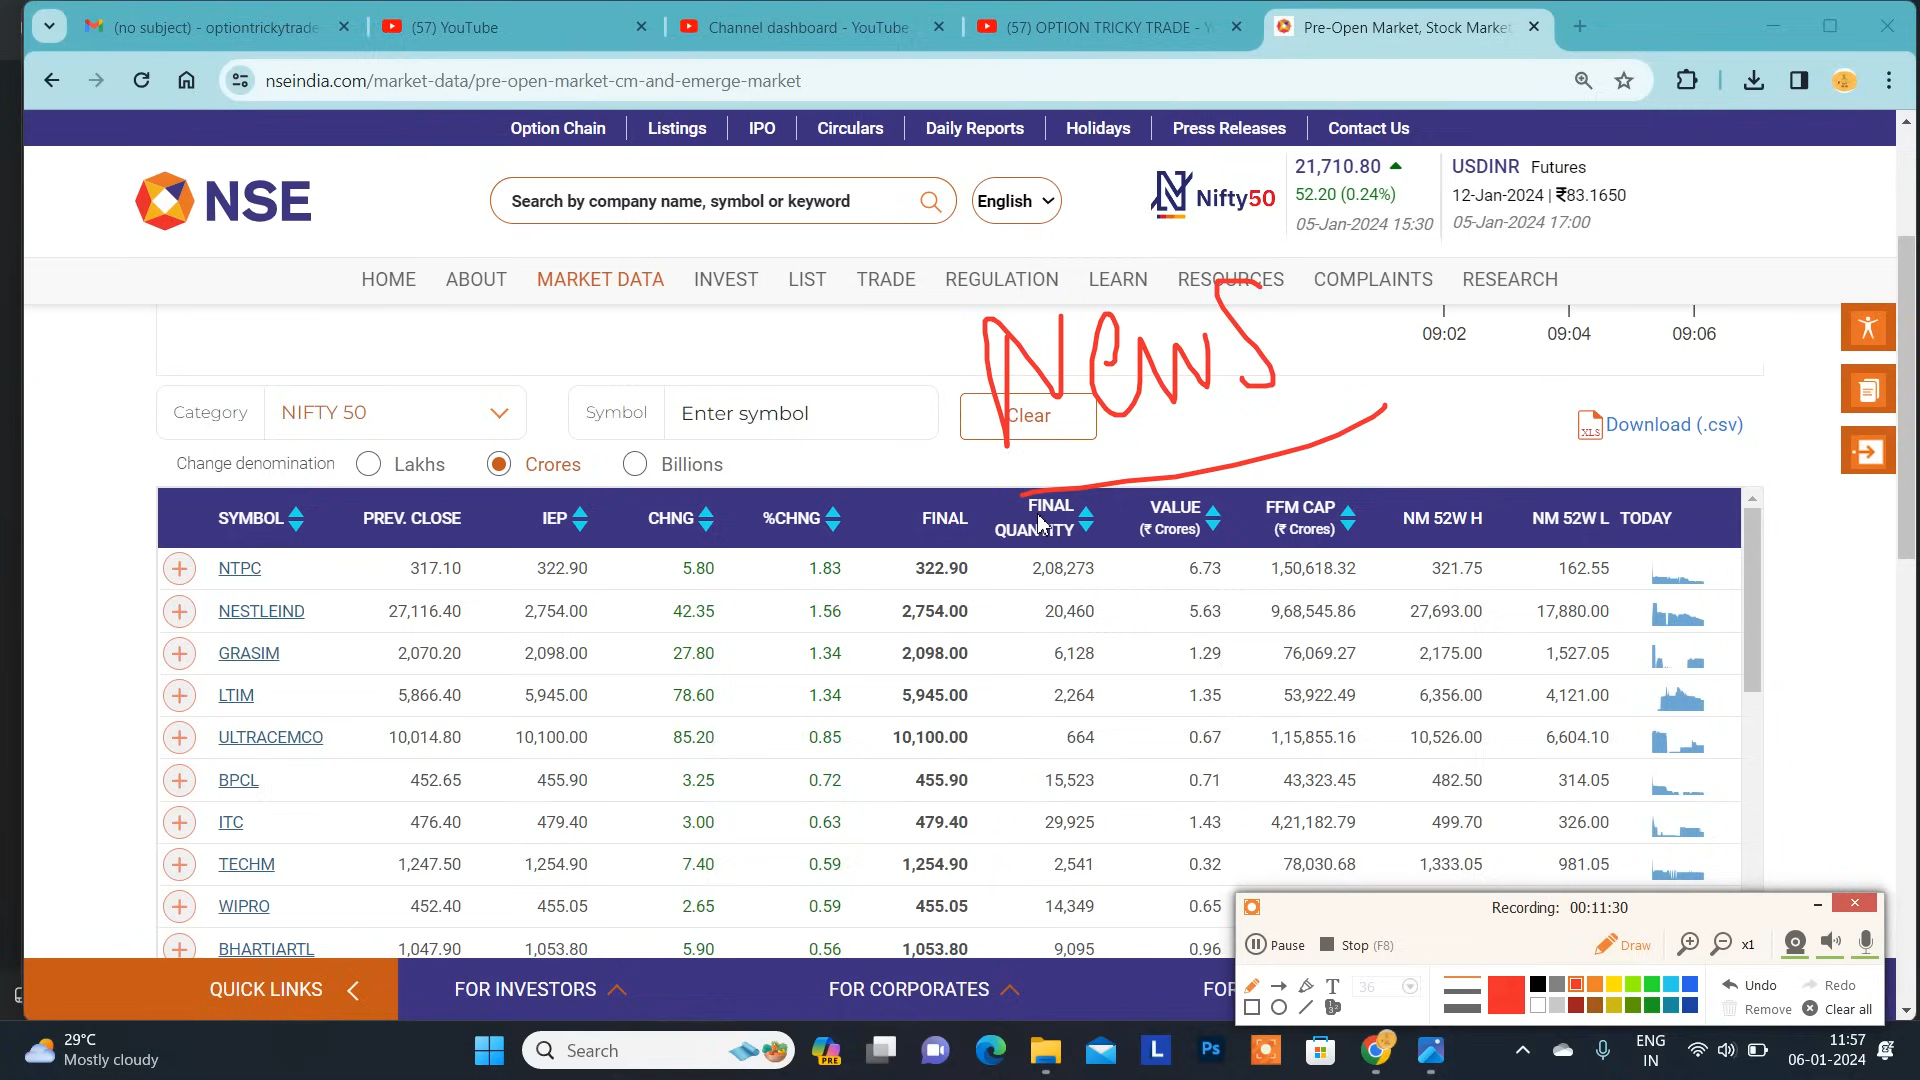 (no subject) - optiontrickytrade
(57) YouTube
Channel dashboard - YouTube
(57) OPTION TRICKY TRADE - Y
Pre-Open Market, Stock Market
nseindia.com/market-data/pre-open-market-cm-and-emerge-market
Option Chain
Listings
IPO
Circulars
Daily Reports
Holidays
Press Releases
Contact Us
NSE
Search by company name, symbol or keyword
English
Nifty50
21,710.80
52.20 (0.24%)
05-Jan-2024 15:30
USDINR Futures
12-Jan-2024 | ₹83.1650
05-Jan-2024 17:00
HOME ABOUT MARKET DATA INVEST LIST TRADE REGULATION LEARN RESOURCES COMPLAINTS RESEARCH
09:02 09:04 09:06
News
Category NIFTY 50
Symbol Enter symbol
Clear
XLS Download (.csv)
Change denomination Lakhs Crores Billions
SYMBOL PREV. CLOSE IEP CHNG %CHNG FINAL FINAL QUANTITY VALUE (₹ Crores) FFM CAP (₹ Crores) NM 52W H NM 52W L TODAY
NTPC 317.10 322.90 5.80 1.83 322.90 2,08,273 6.73 1,50,618.32 321.75 162.55
NESTLEIND 27,116.40 2,754.00 42.35 1.56 2,754.00 20,460 5.63 9,68,545.86 27,693.00 17,880.00
GRASIM 2,070.20 2,098.00 27.80 1.34 2,098.00 6,128 1.29 76,069.27 2,175.00 1,527.05
LTIM 5,866.40 5,945.00 78.60 1.34 5,945.00 2,264 1.35 53,922.49 6,356.00 4,121.00
ULTRACEMCO 10,014.80 10,100.00 85.20 0.85 10,100.00 664 0.67 1,15,855.16 10,526.00 6,604.10
BPCL 452.65 455.90 3.25 0.72 455.90 15,523 0.71 43,323.45 482.50 314.05
ITC 476.40 479.40 3.00 0.63 479.40 29,925 1.43 4,21,182.79 499.70 326.00
TECHM 1,247.50 1,254.90 7.40 0.59 1,254.90 2,541 0.32 78,030.68 1,333.05 981.05
WIPRO 452.40 455.05 2.65 0.59 455.05 14,349 0.65
BHARTIARTL 1,047.90 1,053.80 5.90 0.56 1,053.80 9,095 0.96
Recording: 00:11:30
Pause Stop (F8) Draw x1
T 36
Undo Redo
Remove Clear all
QUICK LINKS
FOR INVESTORS
FOR CORPORATES
FO
29°C
Mostly cloudy
Search
PRE
L
Ps
ENG
IN
11:57
06-01-2024